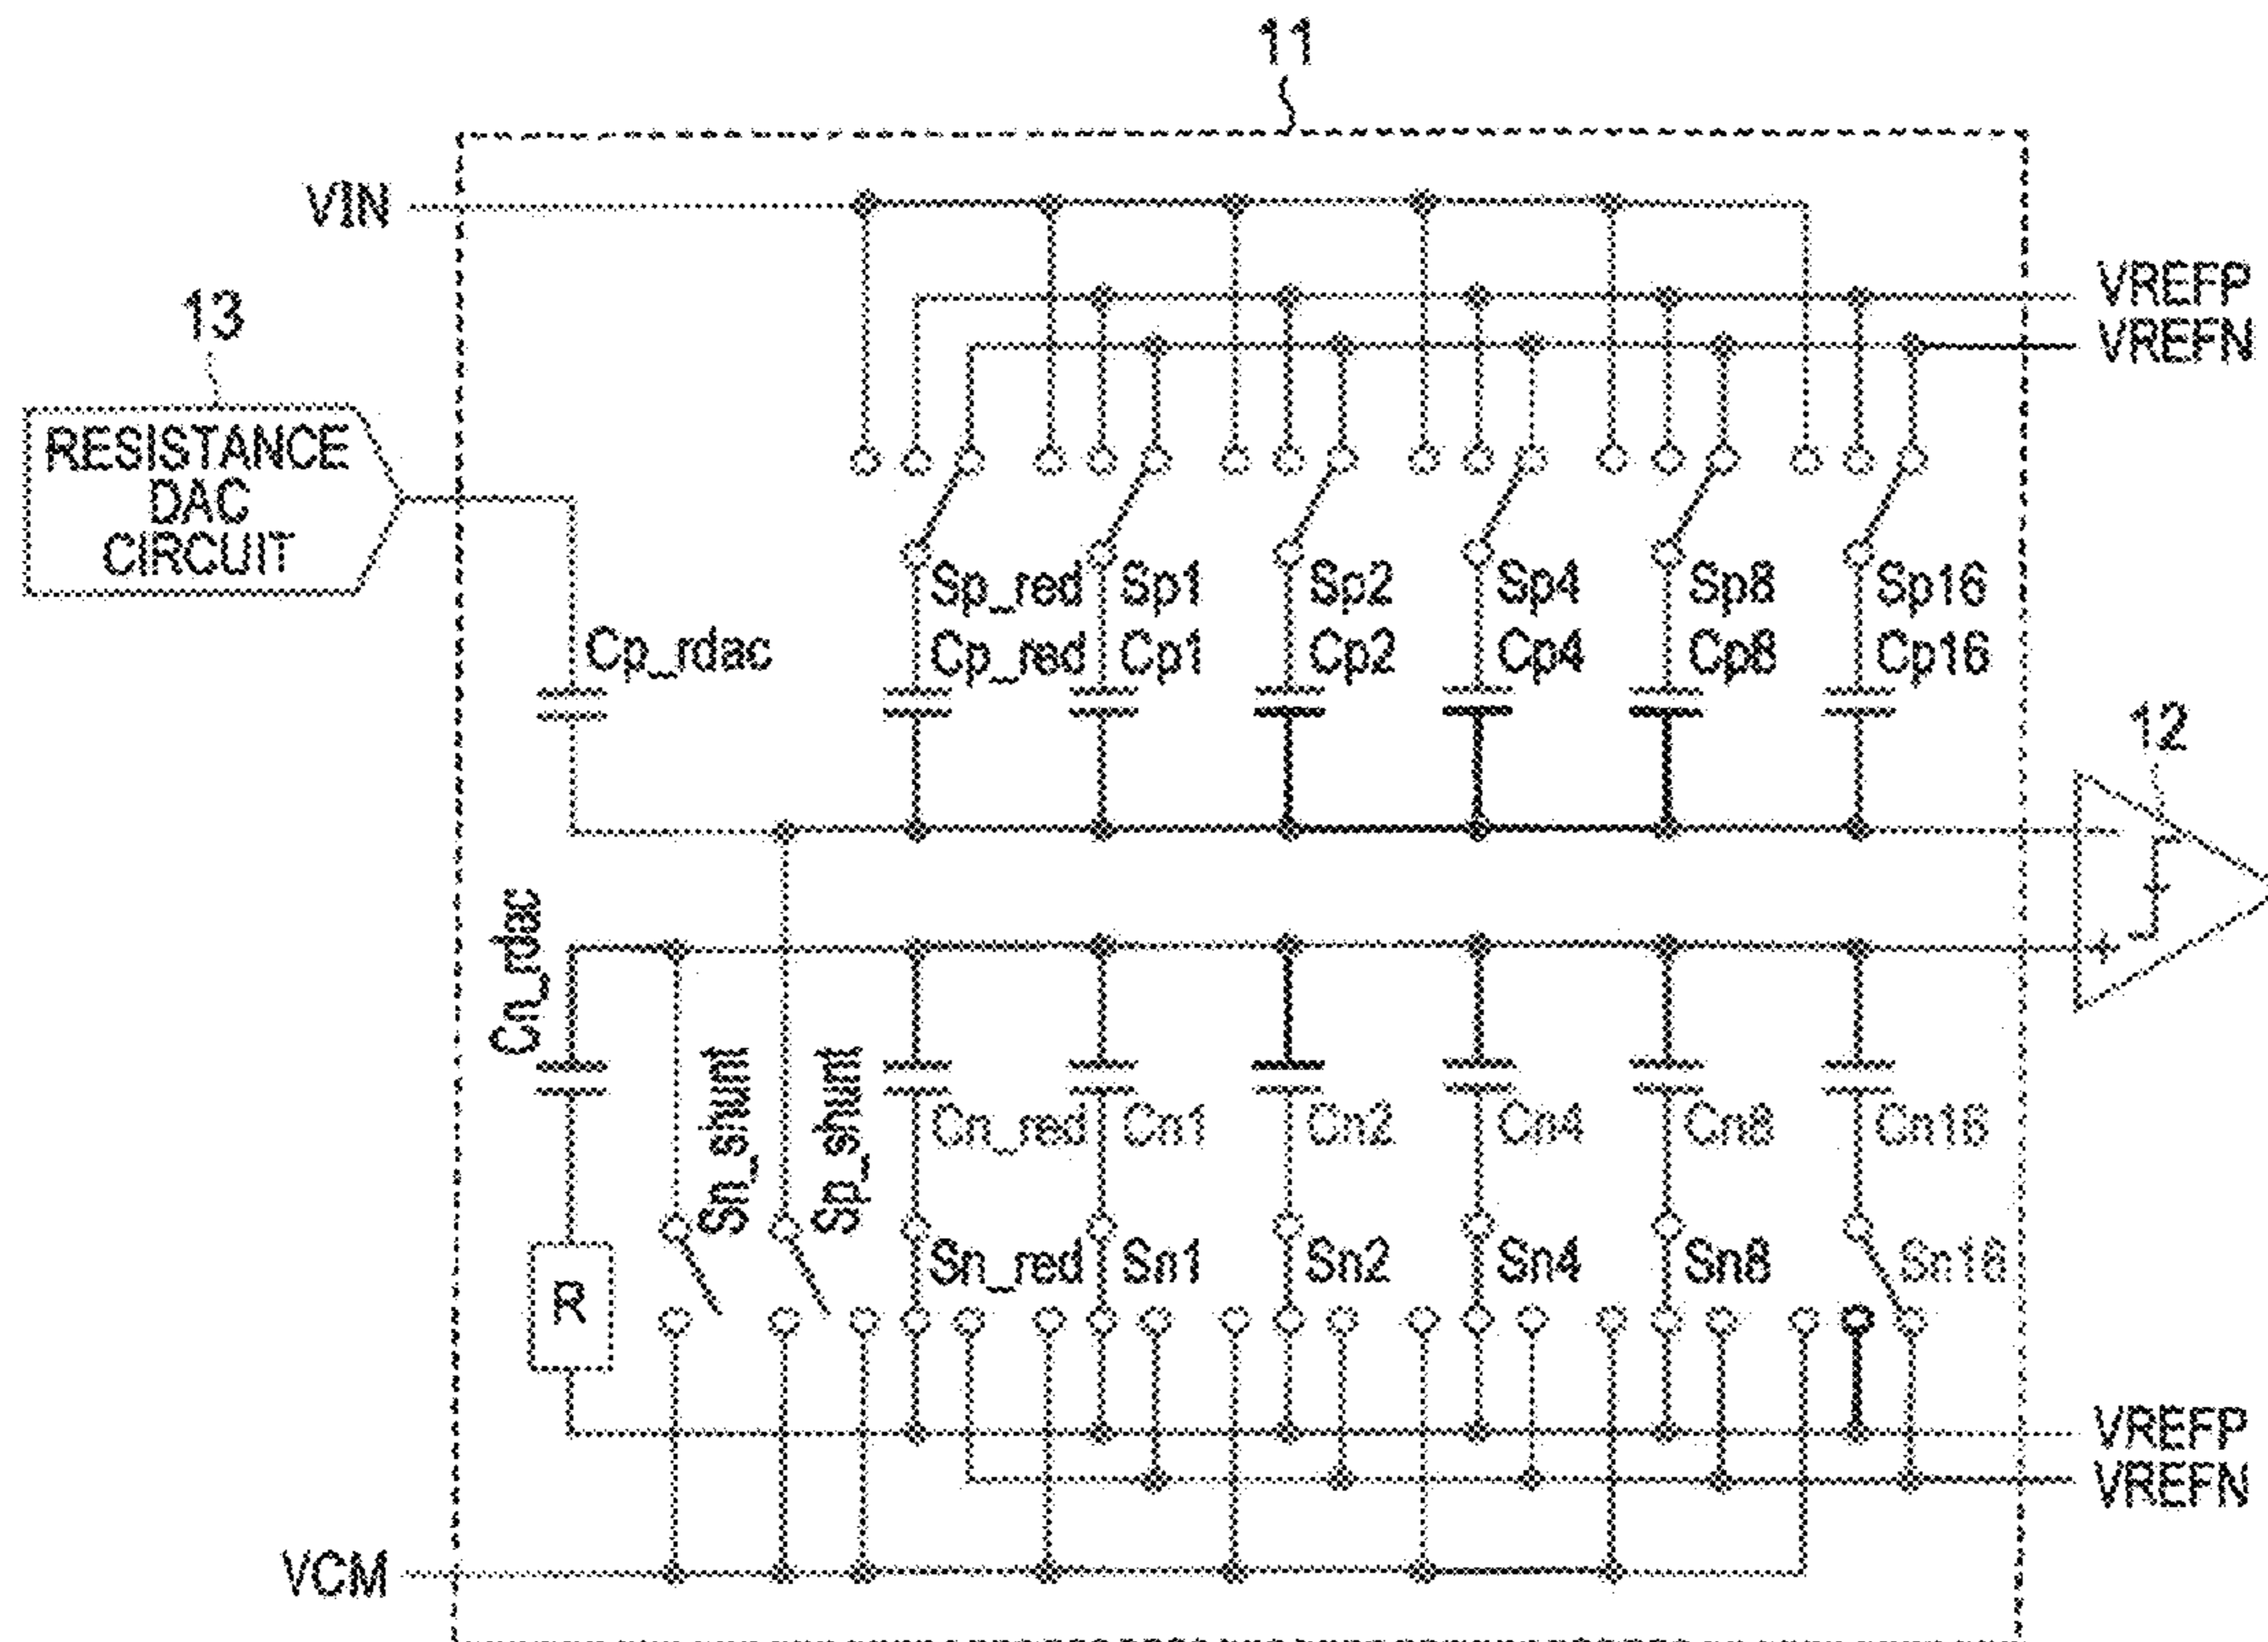 11
VIN
VREFP
VREFN
13
RESISTANCE
DAC
CIRCUIT
Sp_red Sp1 Sp2 Sp4 Sp8 Sp16
Cp_rdac Cp_red Cp1 Cp2 Cp4 Cp8 Cp16
12
Cn_rdac
Sn_shunt
Sp_shunt
Cn_red Cn1 Cn2 Cn4 Cn8 Cn16
Sn_red Sn1 Sn2 Sn4 Sn8 Sn16
R
+
VREFP
VREFN
VCM